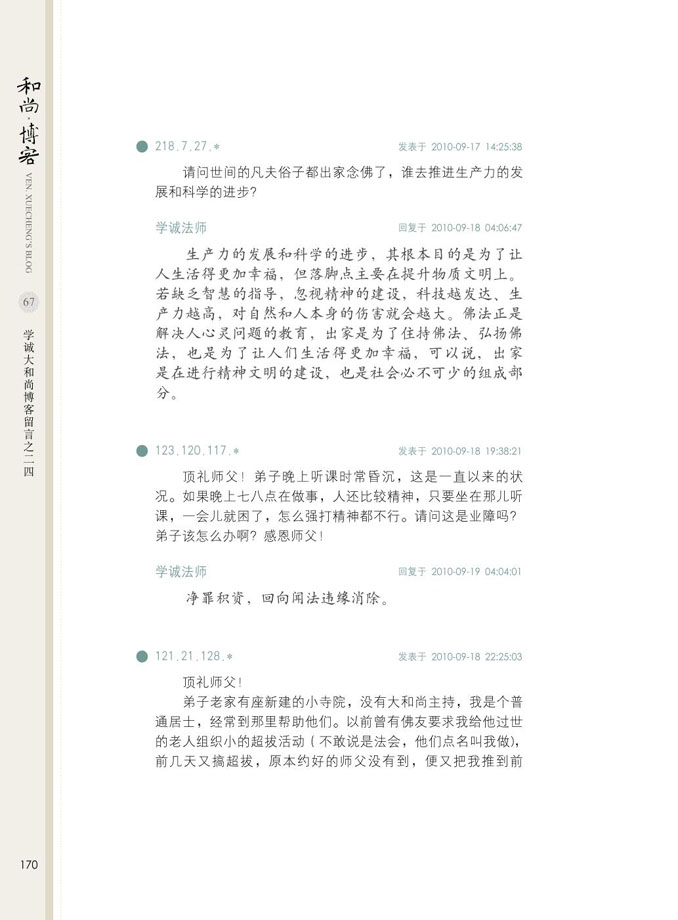 和尚·博客
VEN. XUECHENG'S BLOG
67
学诚大和尚博客留言之二四
218.7.27.*
发表于 2010-09-17 14:25:38
请问世间的凡夫俗子都出家念佛了，谁去推进生产力的发
展和科学的进步？
学诚法师
回复于 2010-09-18 04:06:47
生产力的发展和科学的进步，其根本目的是为了让
人生活得更加幸福，但落脚点主要在提升物质文明上。
若缺乏智慧的指导，忽视精神的建设，科技越发达、生
产力越高，对自然和人本身的伤害就会越大。佛法正是
解决人心灵问题的教育，出家是为了住持佛法、弘扬佛
法，也是为了让人们生活得更加幸福，可以说，出家
是在进行精神文明的建设，也是社会必不可少的组成部
分。
123.120.117.*
发表于 2010-09-18 19:38:21
顶礼师父！弟子晚上听课时常昏沉，这是一直以来的状
况。如果晚上七八点在做事，人还比较精神，只要坐在那儿听
课，一会儿就困了，怎么强打精神都不行。请问这是业障吗？
弟子该怎么办啊？感恩师父！
学诚法师
回复于 2010-09-19 04:04:01
净罪积资，回向闻法违缘消除。
121.21.128.*
发表于 2010-09-18 22:25:03
顶礼师父！
弟子老家有座新建的小寺院，没有大和尚主持，我是个普
通居士，经常到那里帮助他们。以前曾有佛友要求我给他过世
的老人组织小的超拔活动（不敢说是法会，他们点名叫我做），
前几天又搞超拔，原本约好的师父没有到，便又把我推到前
170